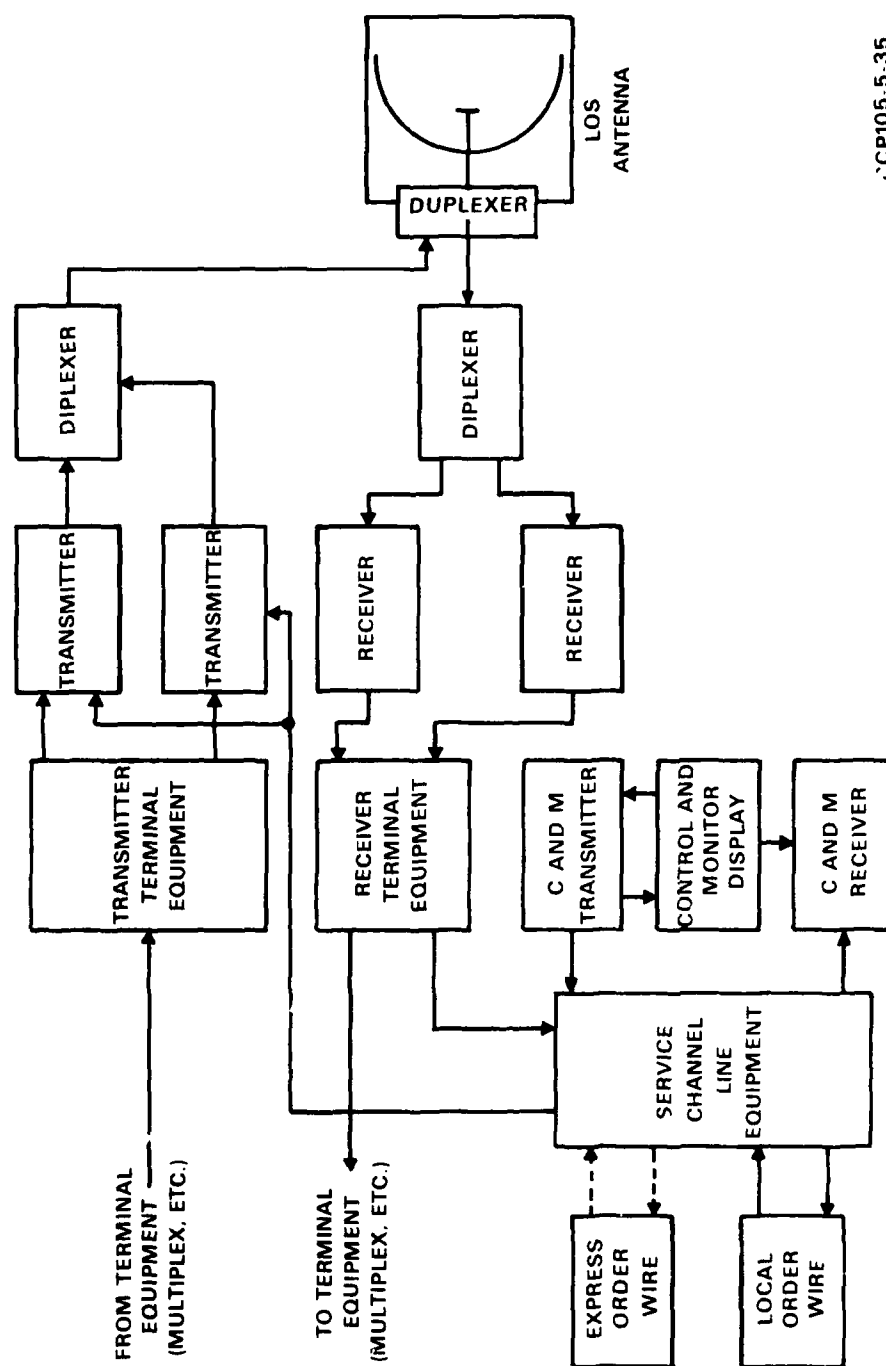 FROM TERMINAL
EQUIPMENT
(MULTIPLEX, ETC.)
TRANSMITTER
TERMINAL
EQUIPMENT
TRANSMITTER
TRANSMITTER
DIPLEXER
TO TERMINAL
EQUIPMENT
(MULTIPLEX, ETC.)
RECEIVER
TERMINAL
EQUIPMENT
RECEIVER
RECEIVER
DIPLEXER
DUPLEXER
LOS
ANTENNA
EXPRESS
ORDER
WIRE
LOCAL
ORDER
WIRE
SERVICE
CHANNEL
LINE
EQUIPMENT
C AND M
TRANSMITTER
CONTROL AND
MONITOR
DISPLAY
C AND M
RECEIVER